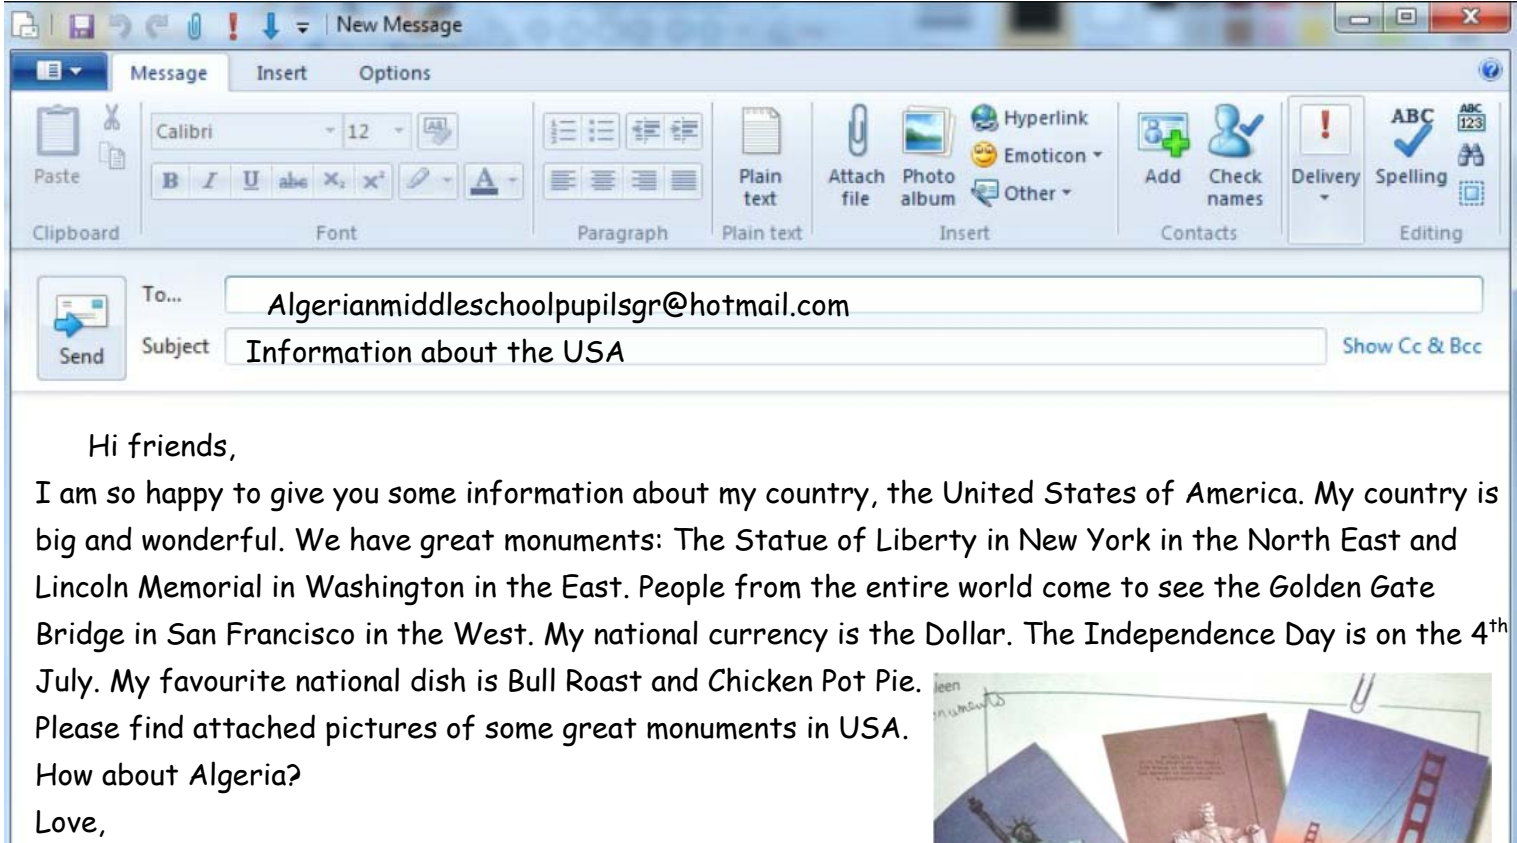 New Message
Message Insert Options
Calibri 12 Hyperlink ABC ABC 123
Emoticon
Paste B I U abe X₂ X² A Plain text Attach file Photo album Other Add Check names Delivery Spelling
Clipboard Font Paragraph Plain text Insert Contacts Editing
To... Algerianmiddleschoolpupilsgr@hotmail.com
Send Subject Information about the USA Show Cc & Bcc
Hi friends,
I am so happy to give you some information about my country, the United States of America. My country is
big and wonderful. We have great monuments: The Statue of Liberty in New York in the North East and
Lincoln Memorial in Washington in the East. People from the entire world come to see the Golden Gate
Bridge in San Francisco in the West. My national currency is the Dollar. The Independence Day is on the 4th
July. My favourite national dish is Bull Roast and Chicken Pot Pie.
Please find attached pictures of some great monuments in USA.
How about Algeria?
Love,